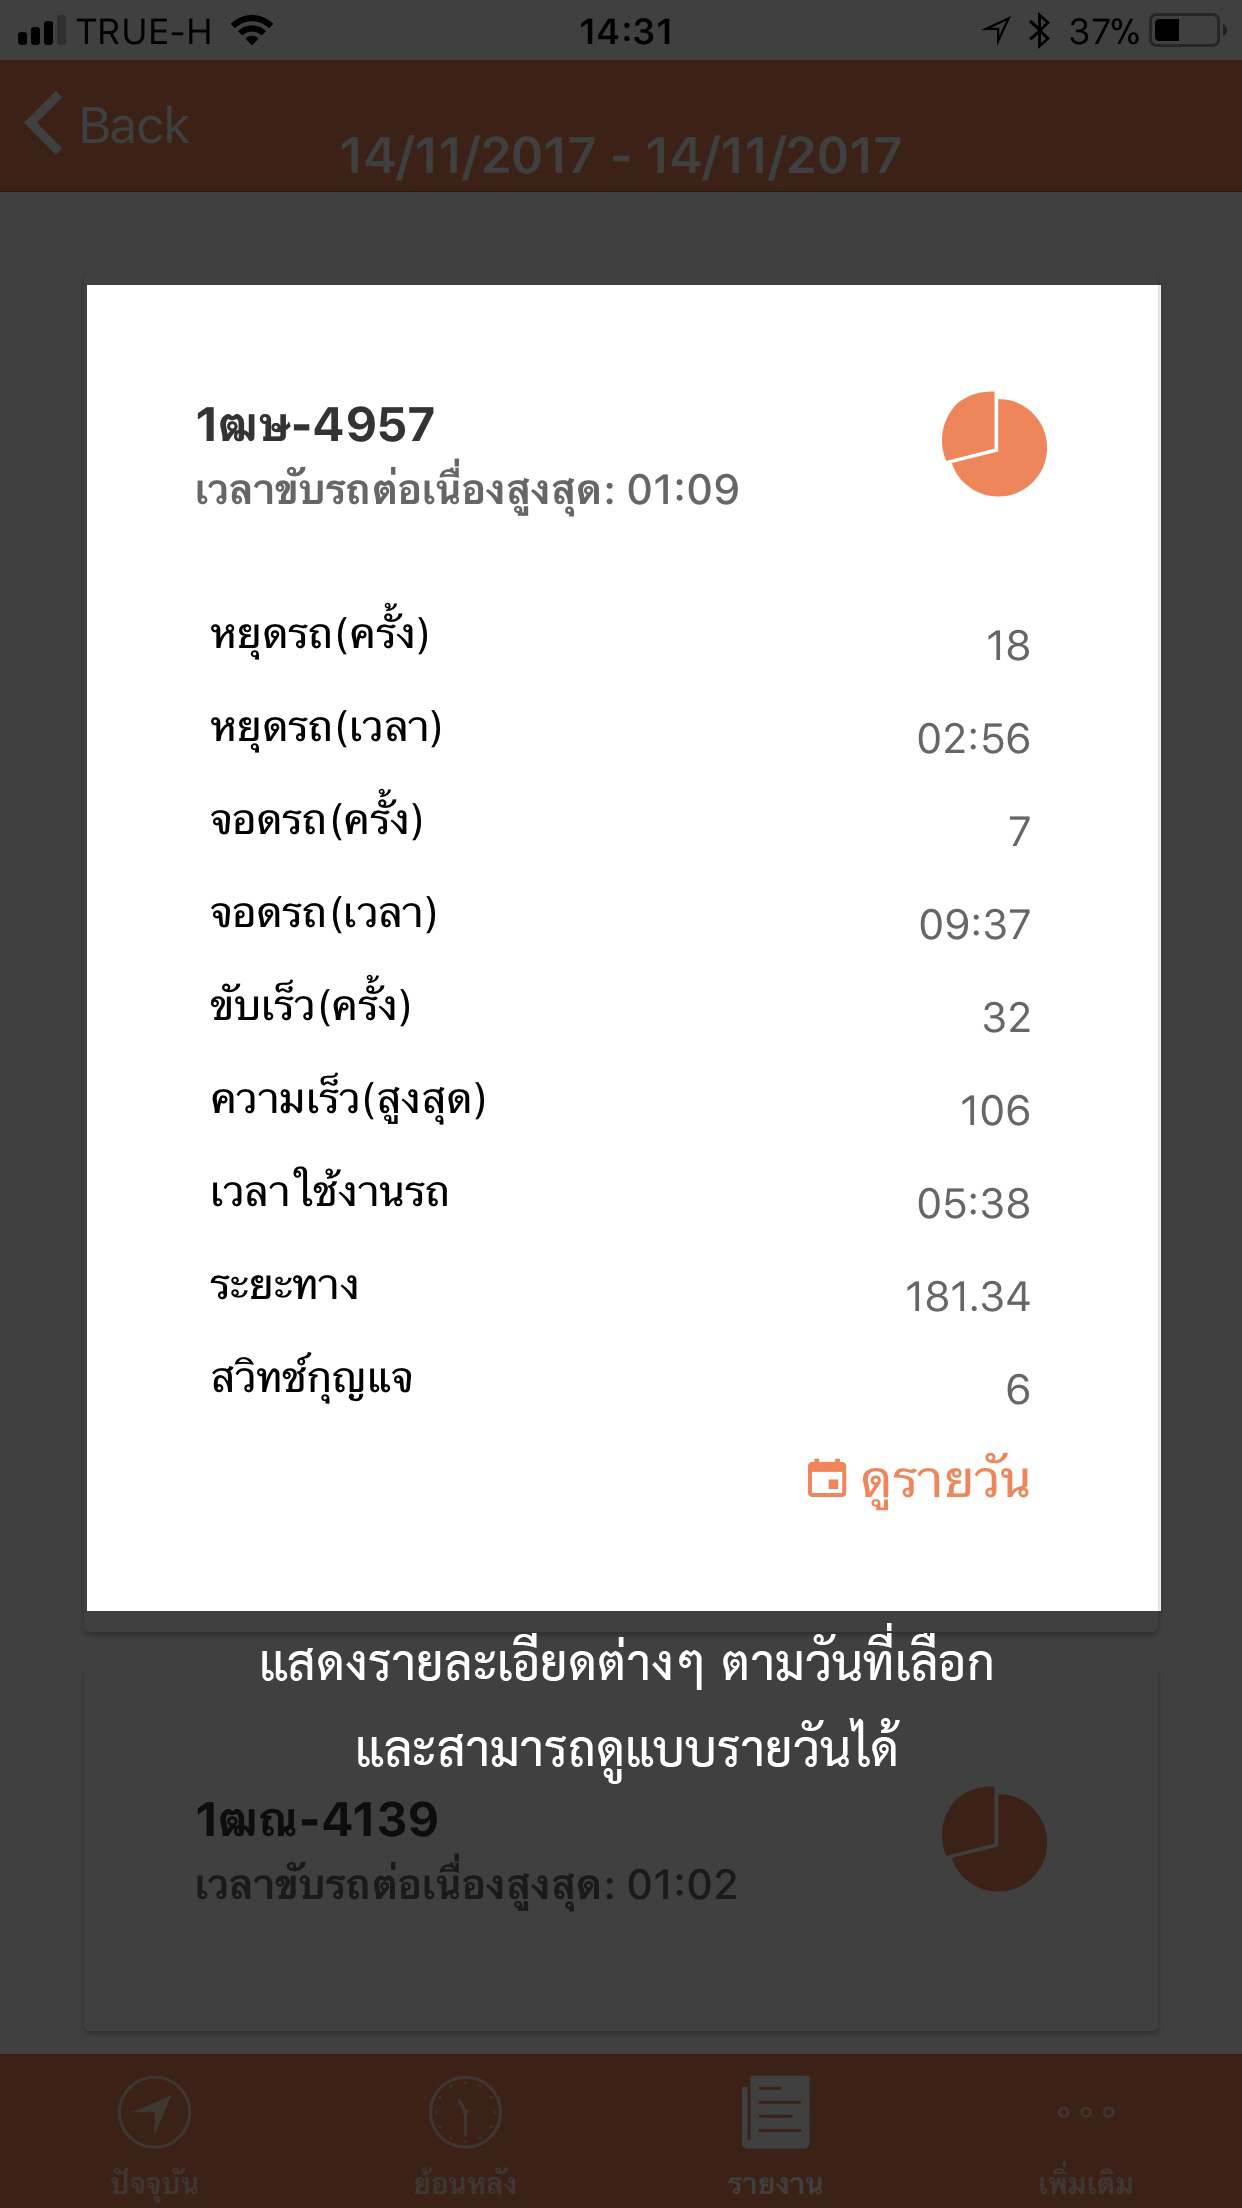 TRUE-H 14:31 37%
Back
14/11/2017 - 14/11/2017
1ฒษ-4957
เวลาขับรถต่อเนื่องสูงสุด: 01:09
หยุดรถ(ครั้ง) 18
หยุดรถ(เวลา) 02:56
จอดรถ(ครั้ง) 7
จอดรถ(เวลา) 09:37
ขับเร็ว(ครั้ง) 32
ความเร็ว(สูงสุด) 106
เวลาใช้งานรถ 05:38
ระยะทาง 181.34
สวิทช์กุญแจ 6
ดูรายวัน
แสดงรายละเอียดต่างๆ ตามวันที่เลือก
และสามารถดูแบบรายวันได้
1ฒณ-4139
เวลาขับรถต่อเนื่องสูงสุด: 01:02
ปัจจุบัน ย้อนหลัง รายงาน เพิ่มเติม